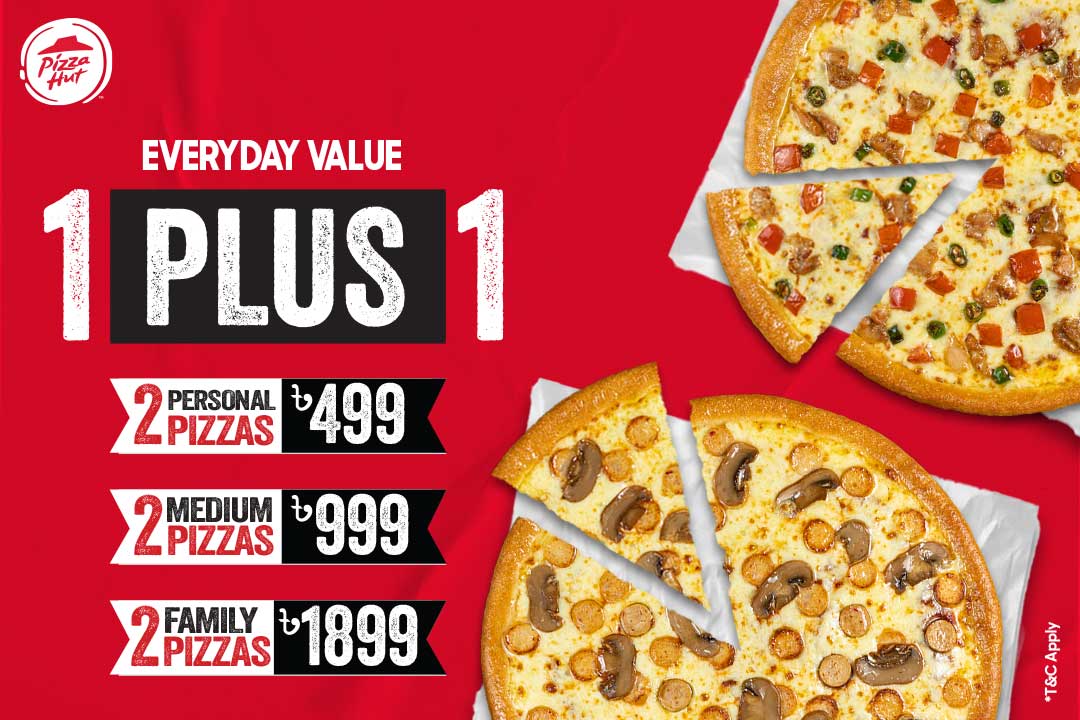 Pizza
Hut
EVERYDAY VALUE
1 PLUS 1
2 PERSONAL PIZZAS ৳499
2 MEDIUM PIZZAS ৳999
2 FAMILY PIZZAS ৳1899
*T&C Apply